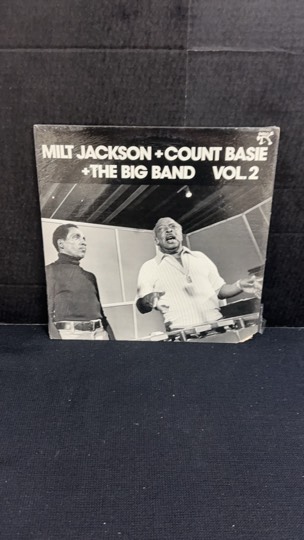 MILT JACKSON + COUNT BASIE
+ THE BIG BAND VOL. 2